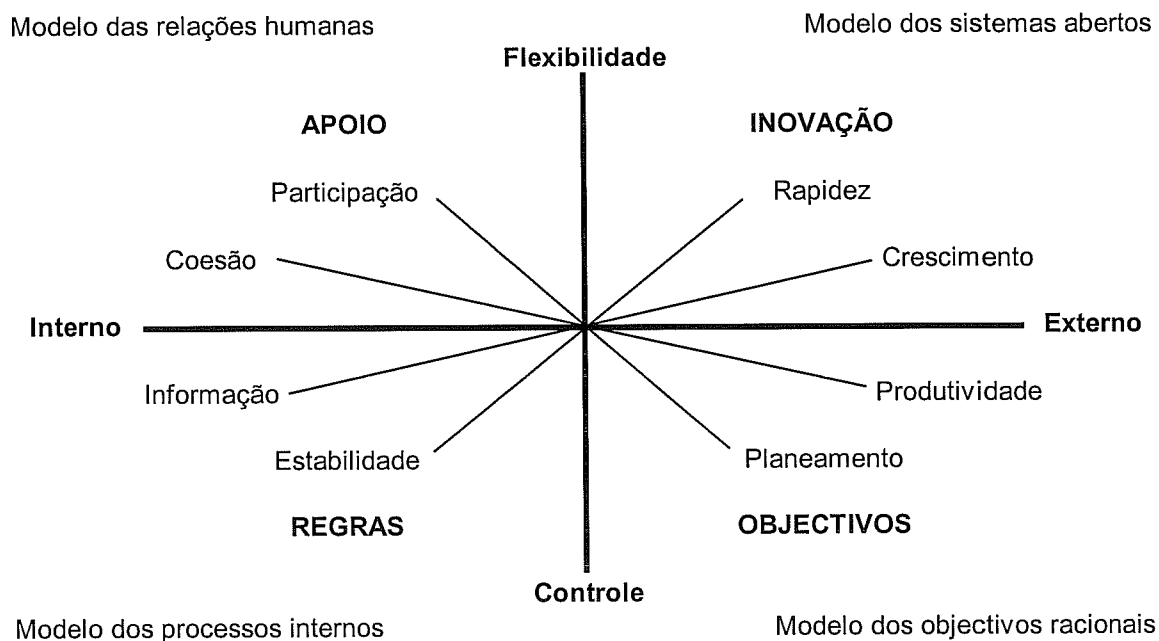 Modelo das relações humanas
Modelo dos sistemas abertos
Flexibilidade
APOIO
INOVAÇÃO
Participação
Rapidez
Coesão
Crescimento
Interno
Externo
Informação
Produtividade
Estabilidade
Planeamento
REGRAS
OBJECTIVOS
Controle
Modelo dos processos internos
Modelo dos objectivos racionais